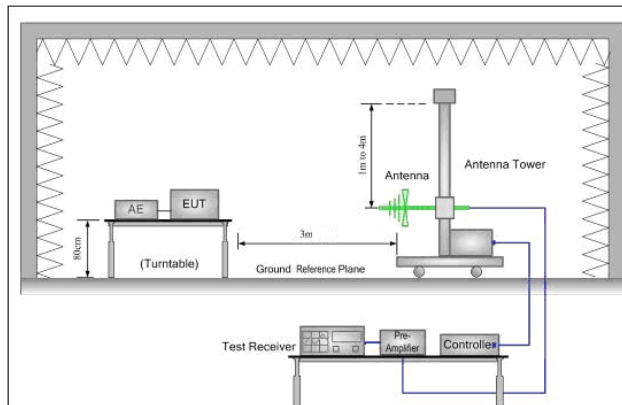 1m to 4m
Antenna
Antenna Tower
AE
EUT
80cm
(Turntable)
3m
Ground Reference Plane
Test Receiver
Pre-
Amplifier
Controller